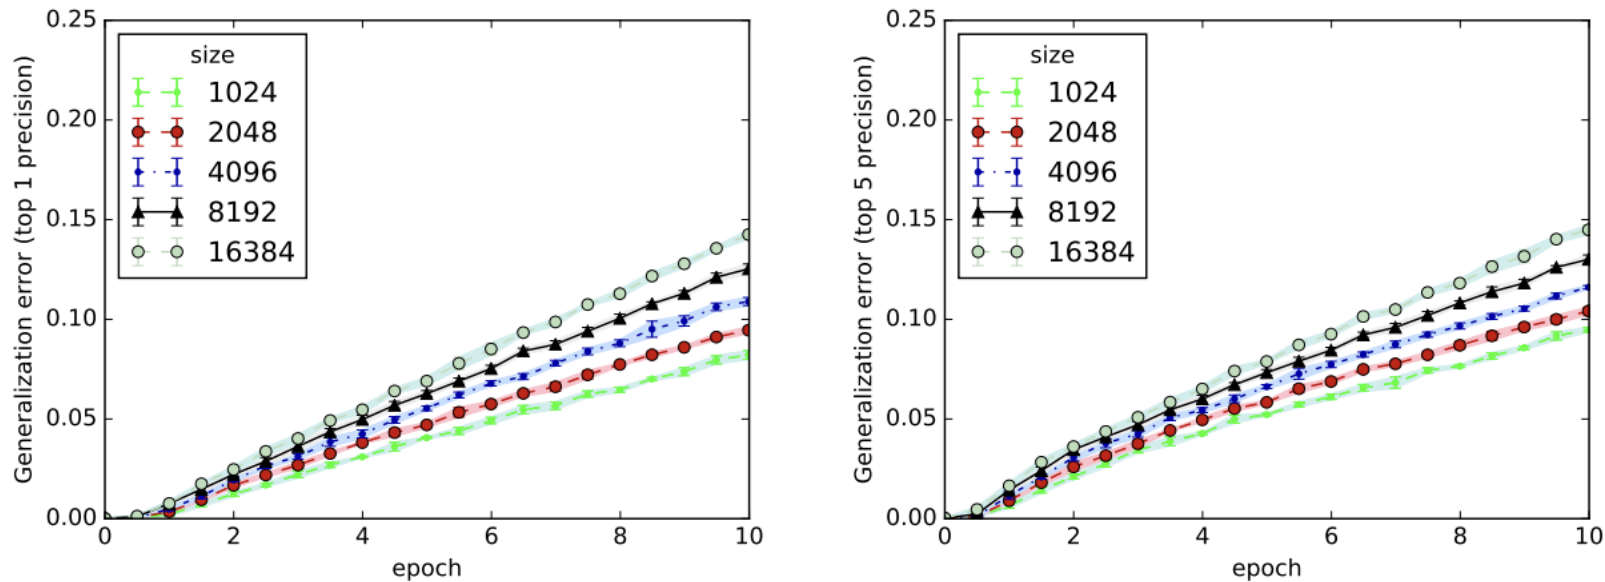 Generalization error (top 1 precision)
0.25
0.20
0.15
0.10
0.05
0.00
size
1024
2048
4096
8192
16384
0 2 4 6 8 10
epoch
Generalization error (top 5 precision)
0.25
0.20
0.15
0.10
0.05
0.00
size
1024
2048
4096
8192
16384
0 2 4 6 8 10
epoch